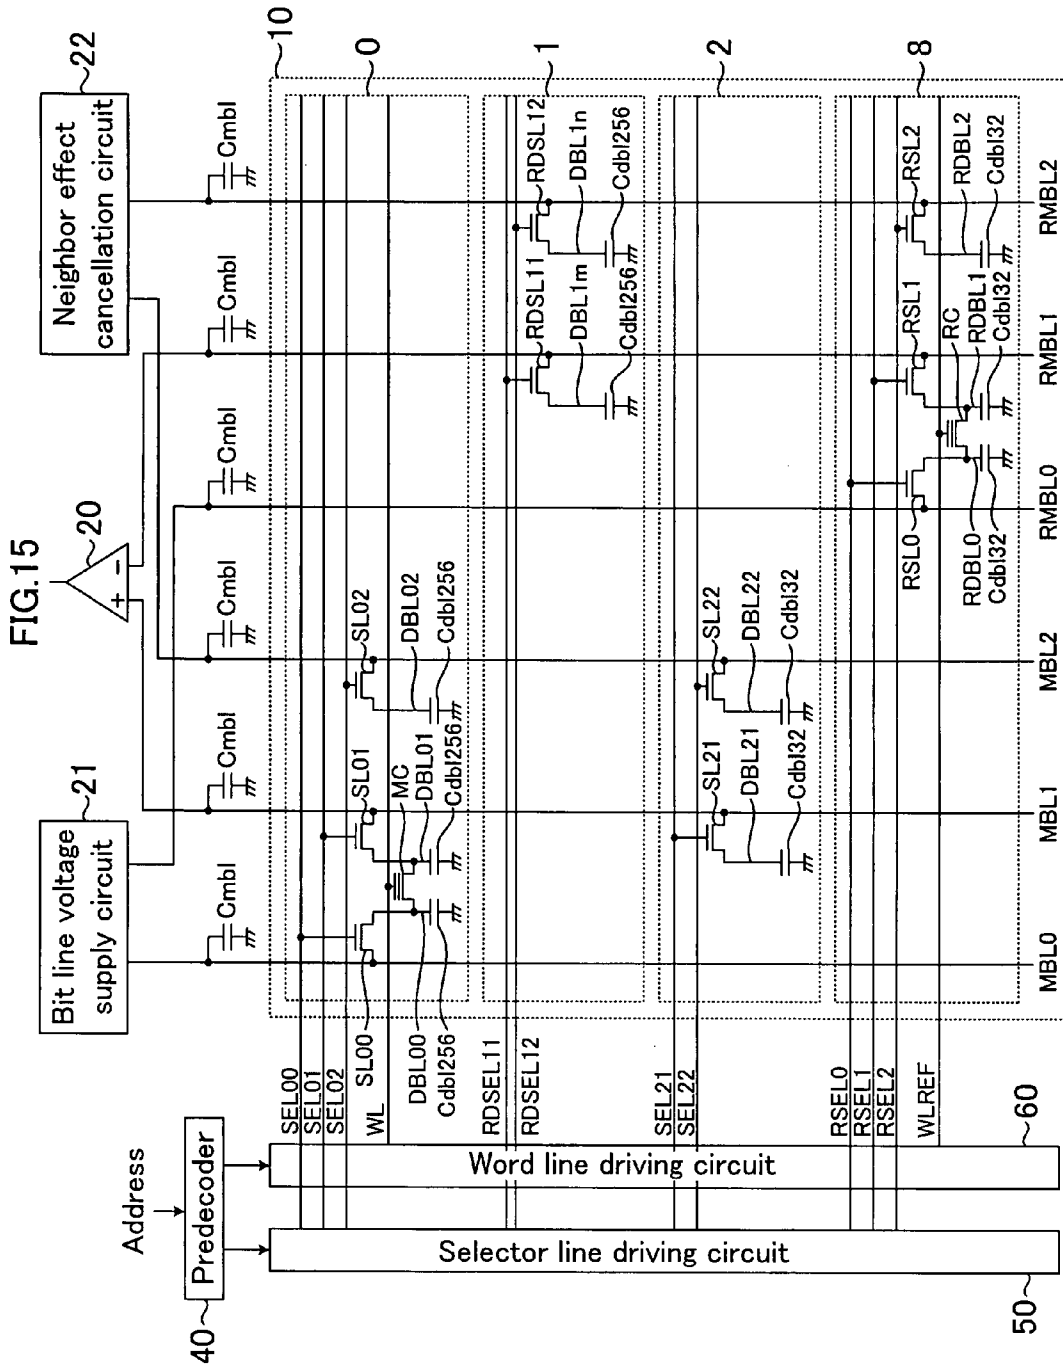 FIG.15
Address
40
Predecoder
21
Bit line voltage
supply circuit
20
+
−
Neighbor effect
cancellation circuit
22
Cmbl
Cmbl
Cmbl
Cmbl
Cmbl
Cmbl
10
SEL00
SEL01
SEL02
WL
SL00
DBL00
Cdbl256
SL01
MC
DBL01
Cdbl256
SL02
DBL02
Cdbl256
0
RDSEL11
RDSEL12
RDSL11
DBL1m
Cdbl256
RDSL12
DBL1n
Cdbl256
1
SEL21
SEL22
SL21
DBL21
Cdbl32
SL22
DBL22
Cdbl32
2
RSEL0
RSEL1
RSEL2
WLREF
RSL0
RDBL0
Cdbl32
RSL1
RC
RDBL1
Cdbl32
RSL2
RDBL2
Cdbl32
8
Selector line driving circuit
50
Word line driving circuit
60
MBL0
MBL1
MBL2
RMBL0
RMBL1
RMBL2